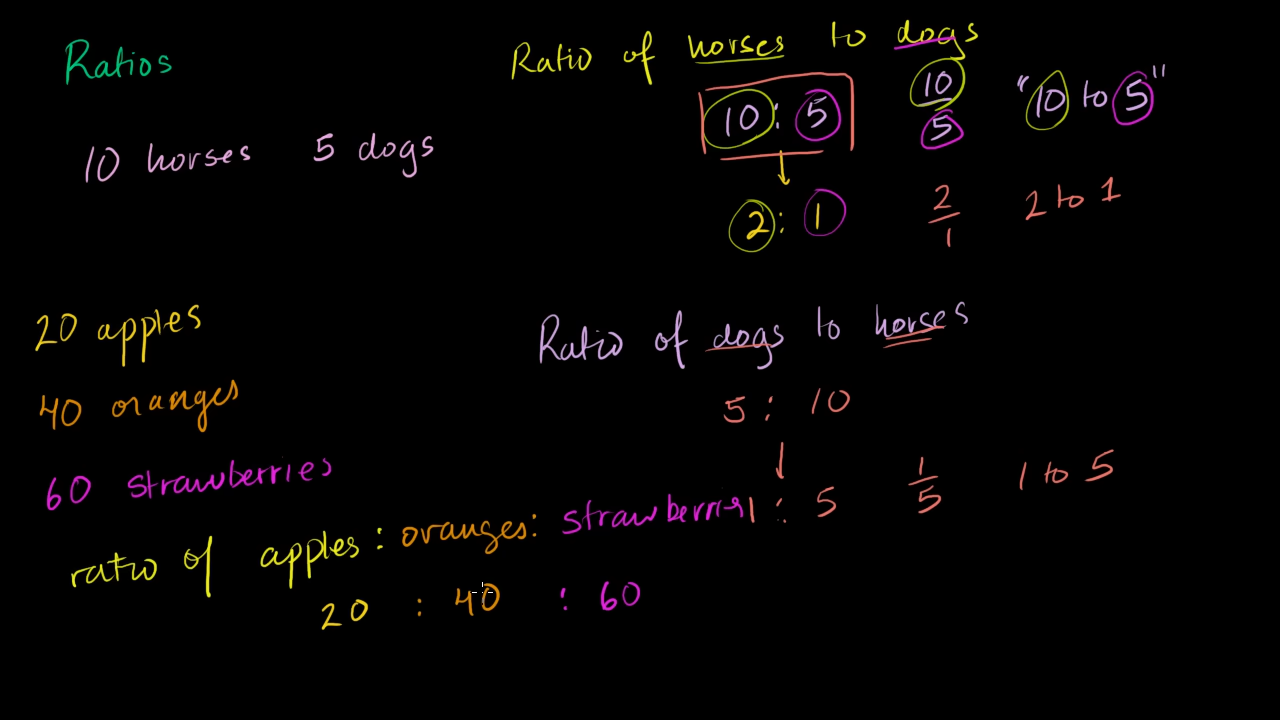 Ratios
10 horses 5 dogs
Ratio of horses to dogs
10 : 5 10/5 "10 to 5"
2 : 1 2/1 2 to 1
20 apples
40 oranges
60 strawberries
Ratio of dogs to horses
5 : 10
1 : 5 1/5 1 to 5
ratio of apples : oranges : strawberries
20 : 40 : 60